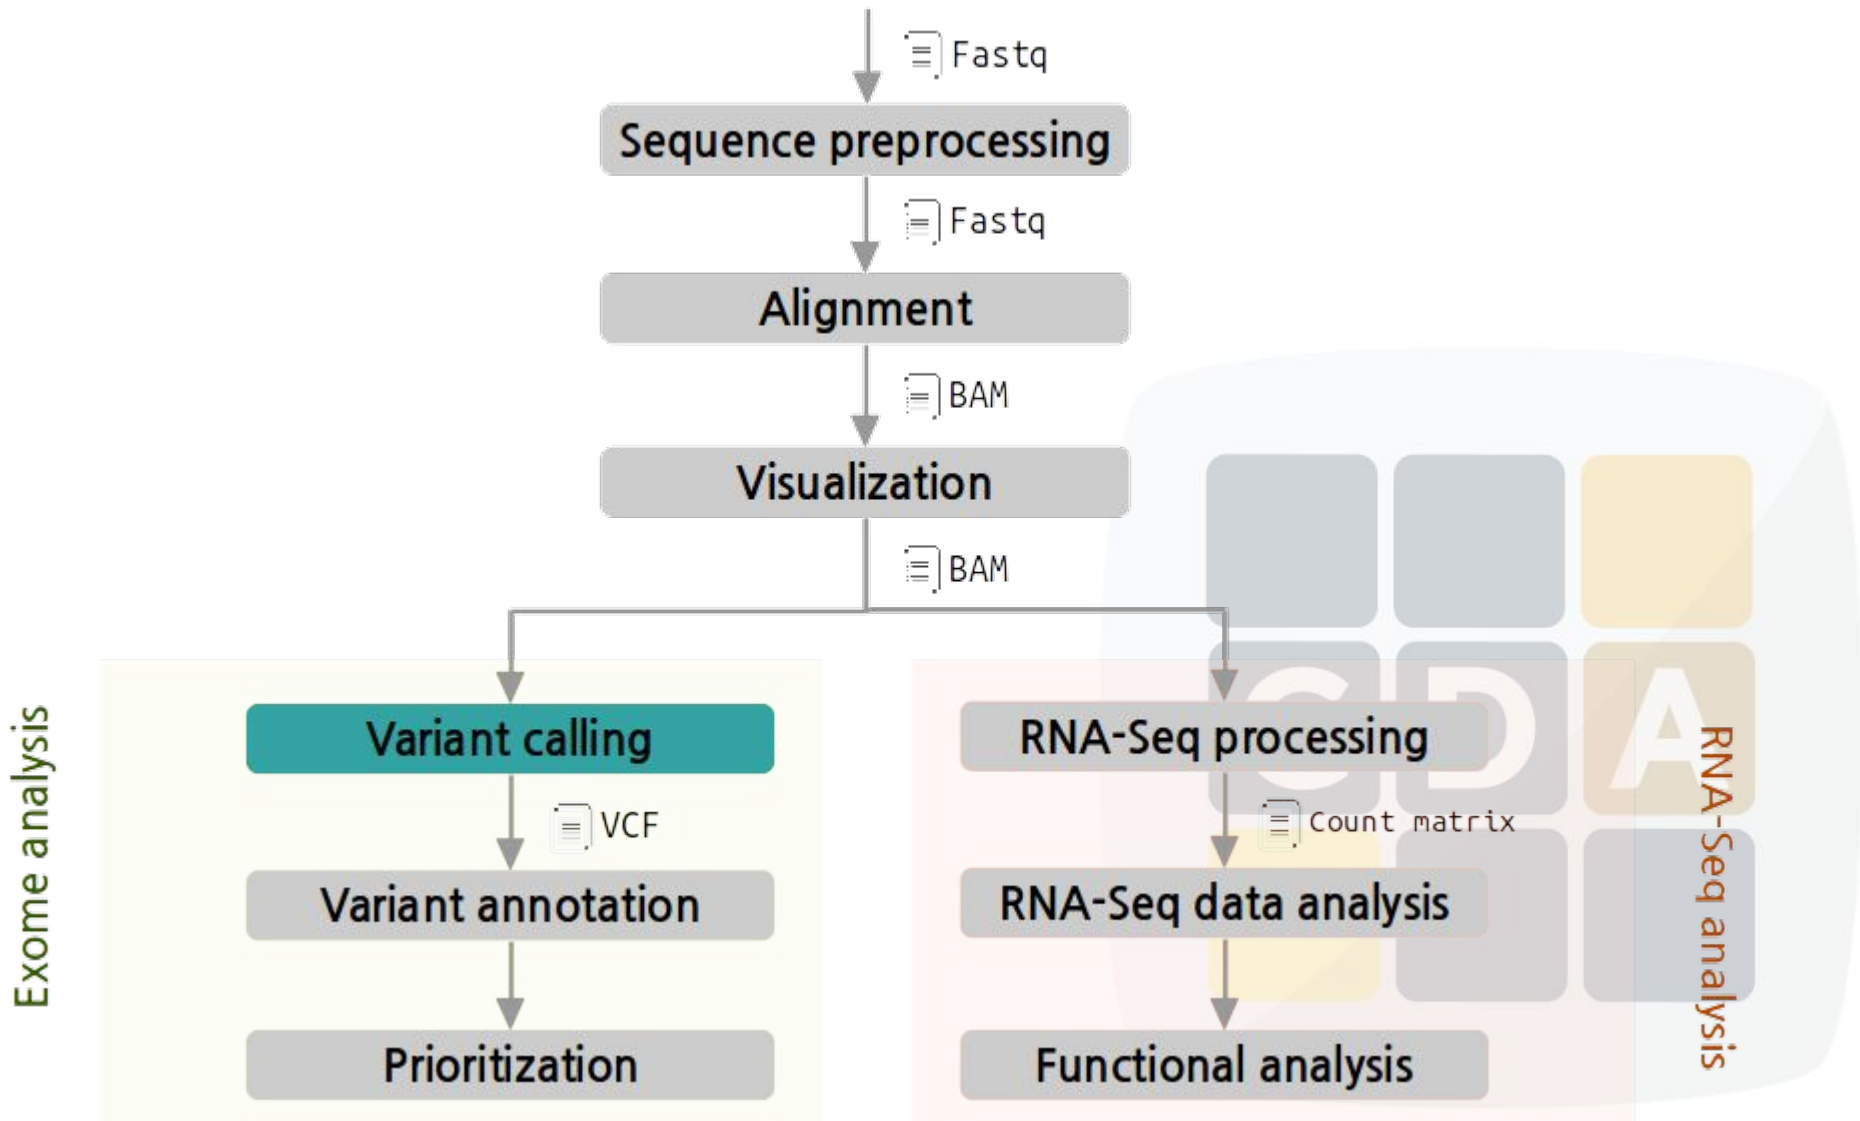 Fastq
Sequence preprocessing
Fastq
Alignment
BAM
Visualization
BAM
Exome analysis
Variant calling
VCF
Variant annotation
Prioritization
RNA-Seq processing
Count matrix
RNA-Seq data analysis
Functional analysis
RNA-Seq analysis
CDA